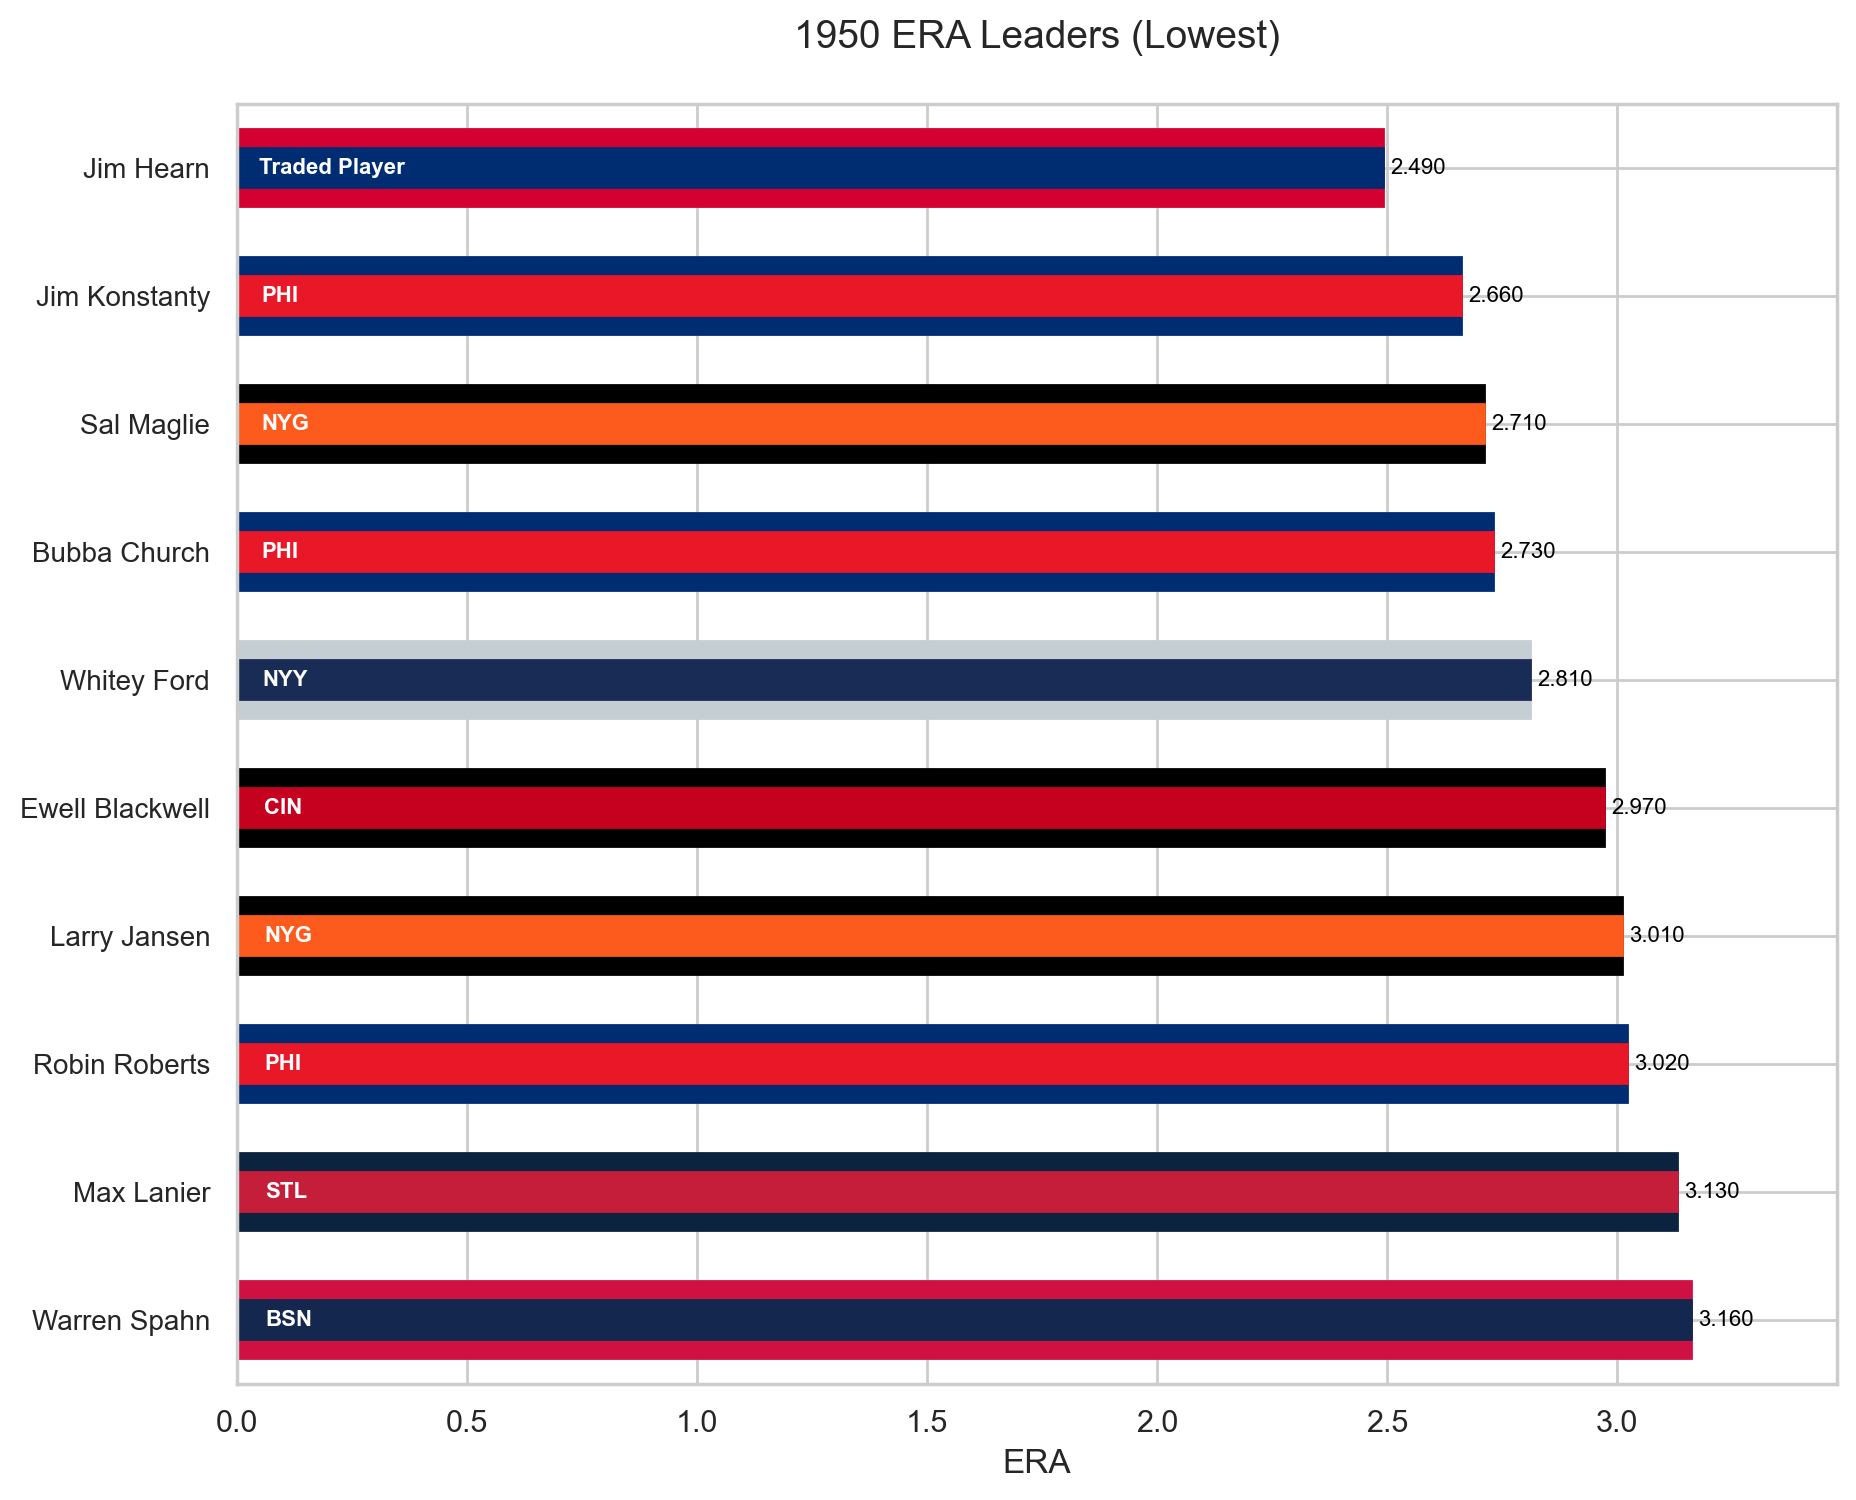 1950 ERA Leaders (Lowest)
Jim Hearn Traded Player 2.490
Jim Konstanty PHI 2.660
Sal Maglie NYG 2.710
Bubba Church PHI 2.730
Whitey Ford NYY 2.810
Ewell Blackwell CIN 2.970
Larry Jansen NYG 3.010
Robin Roberts PHI 3.020
Max Lanier STL 3.130
Warren Spahn BSN 3.160
0.0 0.5 1.0 1.5 2.0 2.5 3.0
ERA